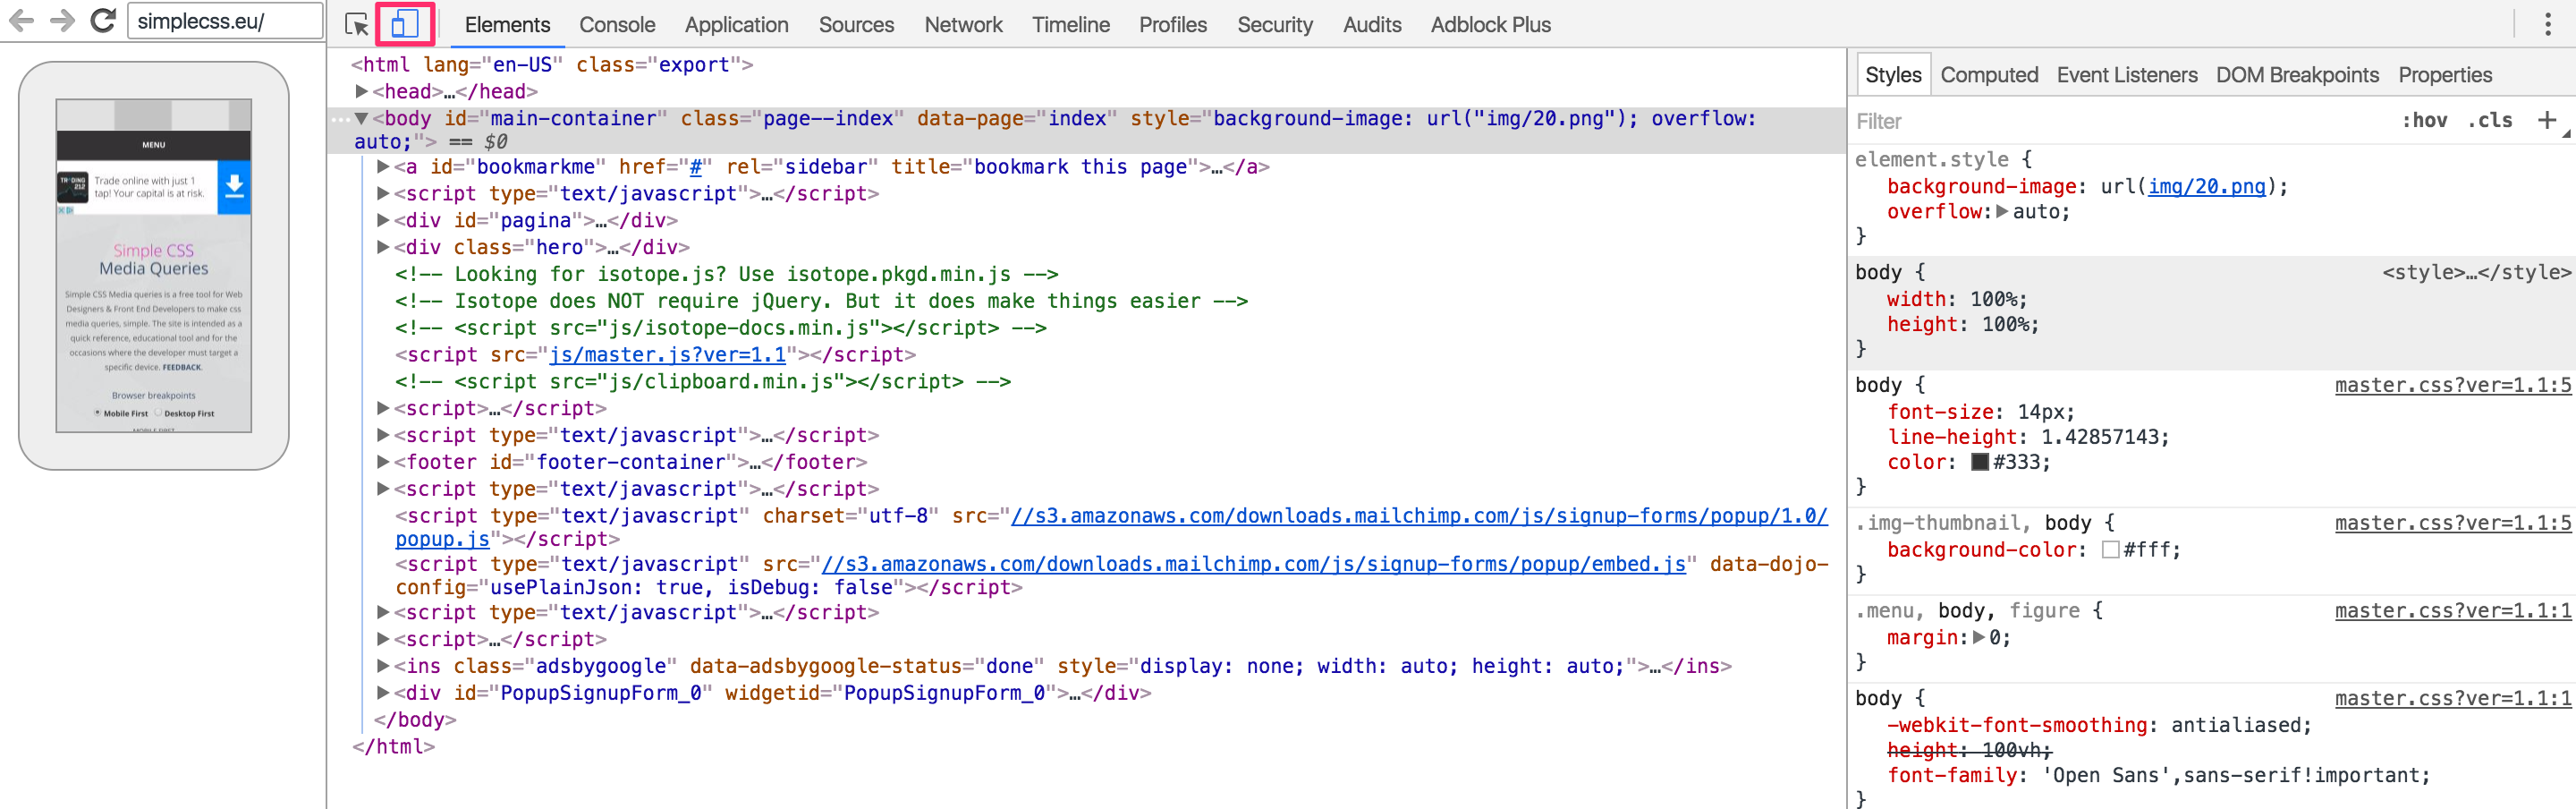 simplecss.eu/
Elements Console Application Sources Network Timeline Profiles Security Audits Adblock Plus
MENU
TRADING 212
Trade online with just 1
tap! Your capital is at risk.
Simple CSS
Media Queries
Simple CSS Media queries is a free tool for Web
Designers & Front End Developers to make css
media queries, simple. The site is intended as a
quick reference, educational tool and for the
occasions where the developer must target a
specific device. FEEDBACK.
Browser breakpoints
Mobile First Desktop First
MOBILE FIRST
<html lang="en-US" class="export">
▶<head>…</head>
…▼<body id="main-container" class="page--index" data-page="index" style="background-image: url("img/20.png"); overflow:
auto;"> == $0
▶<a id="bookmarkme" href="#" rel="sidebar" title="bookmark this page">…</a>
▶<script type="text/javascript">…</script>
▶<div id="pagina">…</div>
▶<div class="hero">…</div>
<!-- Looking for isotope.js? Use isotope.pkgd.min.js -->
<!-- Isotope does NOT require jQuery. But it does make things easier -->
<!-- <script src="js/isotope-docs.min.js"></script> -->
<script src="js/master.js?ver=1.1"></script>
<!-- <script src="js/clipboard.min.js"></script> -->
▶<script>…</script>
▶<script type="text/javascript">…</script>
▶<footer id="footer-container">…</footer>
▶<script type="text/javascript">…</script>
<script type="text/javascript" charset="utf-8" src="//s3.amazonaws.com/downloads.mailchimp.com/js/signup-forms/popup/1.0/
popup.js"></script>
<script type="text/javascript" src="//s3.amazonaws.com/downloads.mailchimp.com/js/signup-forms/popup/embed.js" data-dojo-
config="usePlainJson: true, isDebug: false"></script>
▶<script type="text/javascript">…</script>
▶<script>…</script>
▶<ins class="adsbygoogle" data-adsbygoogle-status="done" style="display: none; width: auto; height: auto;">…</ins>
▶<div id="PopupSignupForm_0" widgetid="PopupSignupForm_0">…</div>
</body>
</html>
Styles Computed Event Listeners DOM Breakpoints Properties
Filter :hov .cls +
element.style {
background-image: url(img/20.png);
overflow:▶auto;
}
body { <style>…</style>
width: 100%;
height: 100%;
}
body { master.css?ver=1.1:5
font-size: 14px;
line-height: 1.42857143;
color: #333;
}
.img-thumbnail, body { master.css?ver=1.1:5
background-color: #fff;
}
.menu, body, figure { master.css?ver=1.1:1
margin:▶0;
}
body { master.css?ver=1.1:1
-webkit-font-smoothing: antialiased;
height: 100vh;
font-family: 'Open Sans',sans-serif!important;
}